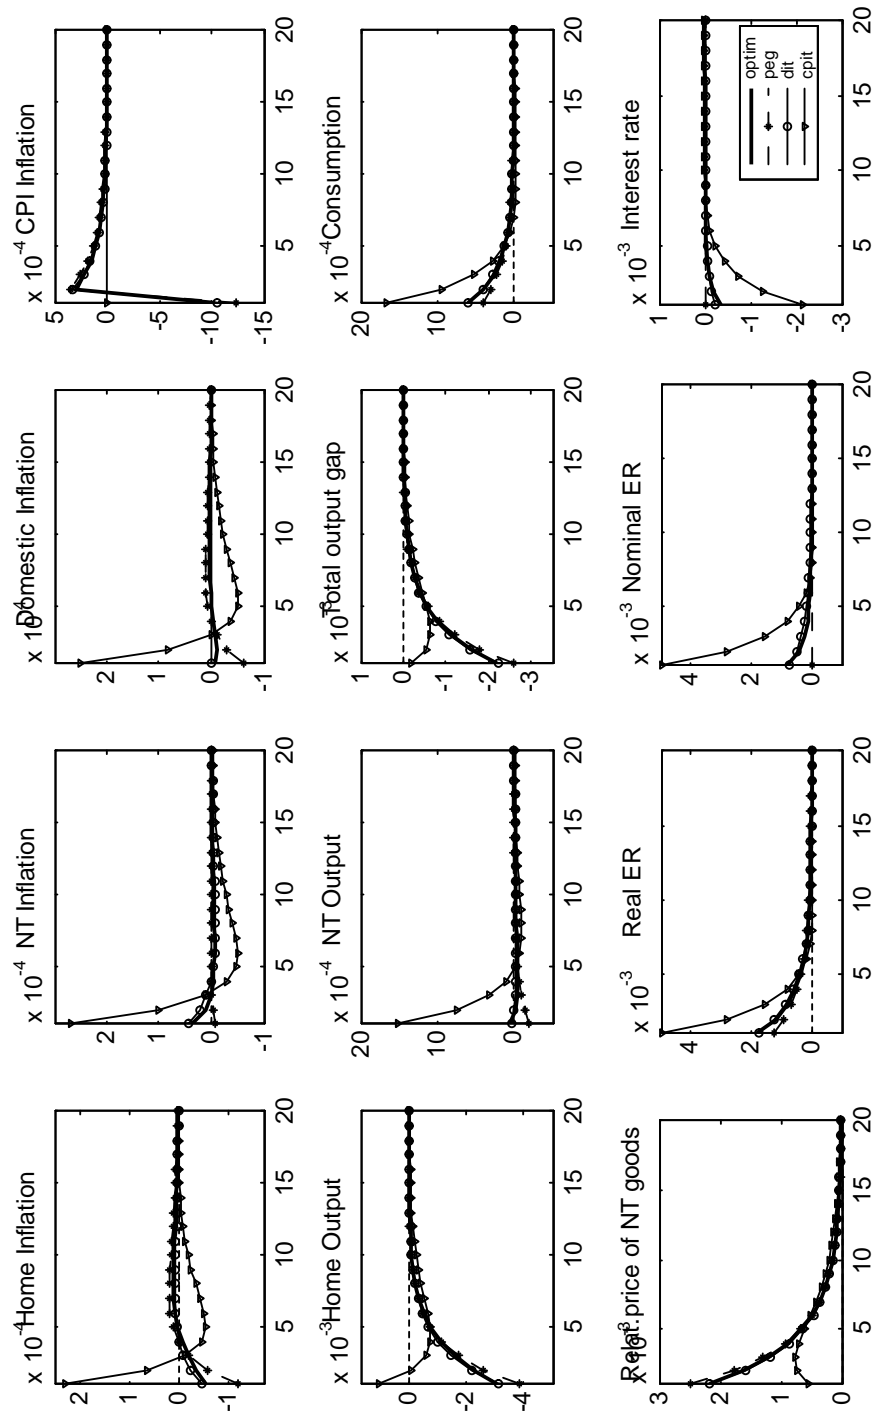 x 10-4 Home Inflation
2
1
0
-1
5 10 15 20
x 10-4 NT Inflation
2
1
0
-1
5 10 15 20
x 10-4 Domestic Inflation
2
1
0
-1
5 10 15 20
x 10-4 CPI Inflation
5
0
-5
-10
-15
5 10 15 20
x 10-3 Home Output
0
-2
-4
5 10 15 20
x 10-4 NT Output
20
10
0
5 10 15 20
Total output gap
1
0
-1
-2
-3
5 10 15 20
x 10-4 Consumption
20
10
0
5 10 15 20
Relat.price of NT goods
3
2
1
0
5 10 15 20
x 10-3 Real ER
5
0
5 10 15 20
x 10-3 Nominal ER
5
0
5 10 15 20
x 10-3 Interest rate
1
0
-1
-2
-3
5 10 15 20
optim
peg
dit
cpit